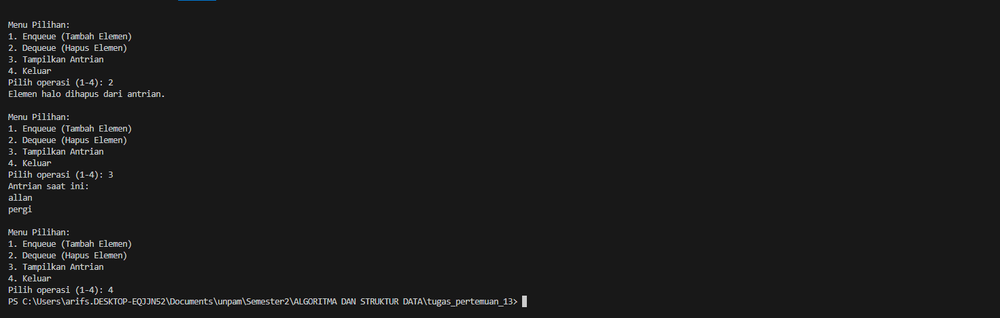 Menu Pilihan:
1. Enqueue (Tambah Elemen)
2. Dequeue (Hapus Elemen)
3. Tampilkan Antrian
4. Keluar
Pilih operasi (1-4): 2
Elemen halo dihapus dari antrian.
Menu Pilihan:
1. Enqueue (Tambah Elemen)
2. Dequeue (Hapus Elemen)
3. Tampilkan Antrian
4. Keluar
Pilih operasi (1-4): 3
Antrian saat ini:
allan
pergi
Menu Pilihan:
1. Enqueue (Tambah Elemen)
2. Dequeue (Hapus Elemen)
3. Tampilkan Antrian
4. Keluar
Pilih operasi (1-4): 4
PS C:\Users\arifs.DESKTOP-EQJJN52\Documents\unpam\Semester2\ALGORITMA DAN STRUKTUR DATA\tugas_pertemuan_13>